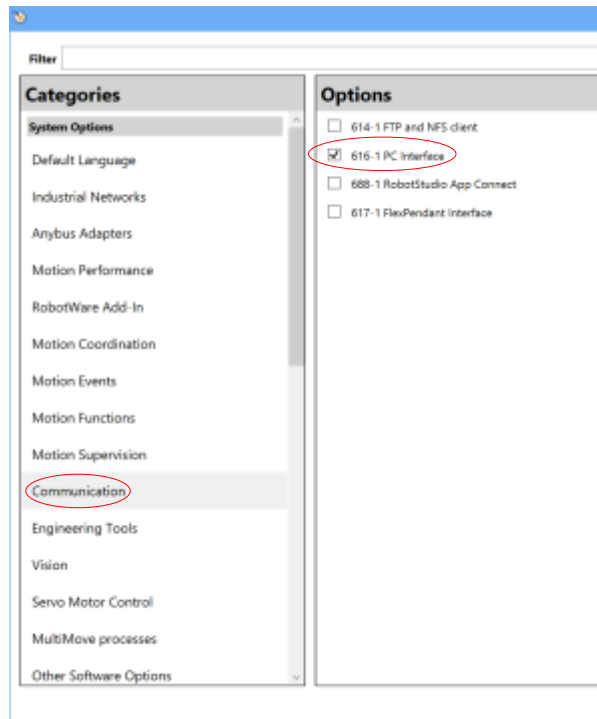 Filter
Categories
System Options
Default Language
Industrial Networks
Anybus Adapters
Motion Performance
RobotWare Add-In
Motion Coordination
Motion Events
Motion Functions
Motion Supervision
Communication
Engineering Tools
Vision
Servo Motor Control
MultiMove processes
Other Software Options
Options
614-1 FTP and NFS client
616-1 PC Interface
688-1 RobotStudio App Connect
617-1 FlexPendant Interface